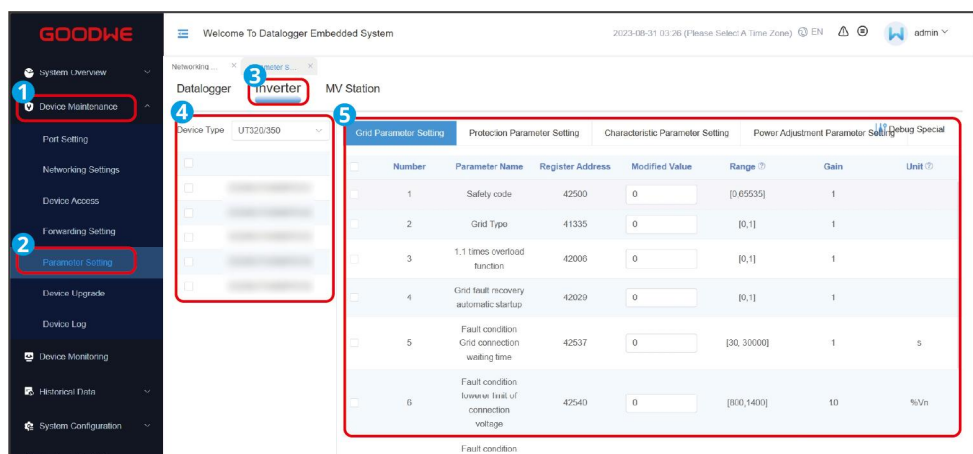 GOODWE
Welcome To Datalogger Embedded System
2023-08-31 03:26 (Please Select A Time Zone)
EN
admin
System Overview
1
Device Maintenance
Port Setting
Networking Settings
Device Access
Forwarding Setting
2
Parameter Setting
Device Upgrade
Device Log
Device Monitoring
Historical Data
System Configuration
Networking ... ×
×
3
Datalogger Inverter MV Station
4
Device Type UT320/350
5
Grid Parameter Setting Protection Parameter Setting Characteristic Parameter Setting Power Adjustment Parameter Setting Debug Special
Number Parameter Name Register Address Modified Value Range Gain Unit
1 Safety code 42500 0 [0,65535] 1
2 Grid Type 41335 0 [0,1] 1
3 1.1 times overload
function 42006 0 [0,1] 1
4 Grid fault recovery
automatic startup 42029 0 [0,1] 1
Fault condition
5 Grid connection 42537 0 [30, 30000] 1 s
waiting time
Fault condition
lowerer limit of
6 connection 42540 0 [800,1400] 10 %Vn
voltage
Fault condition